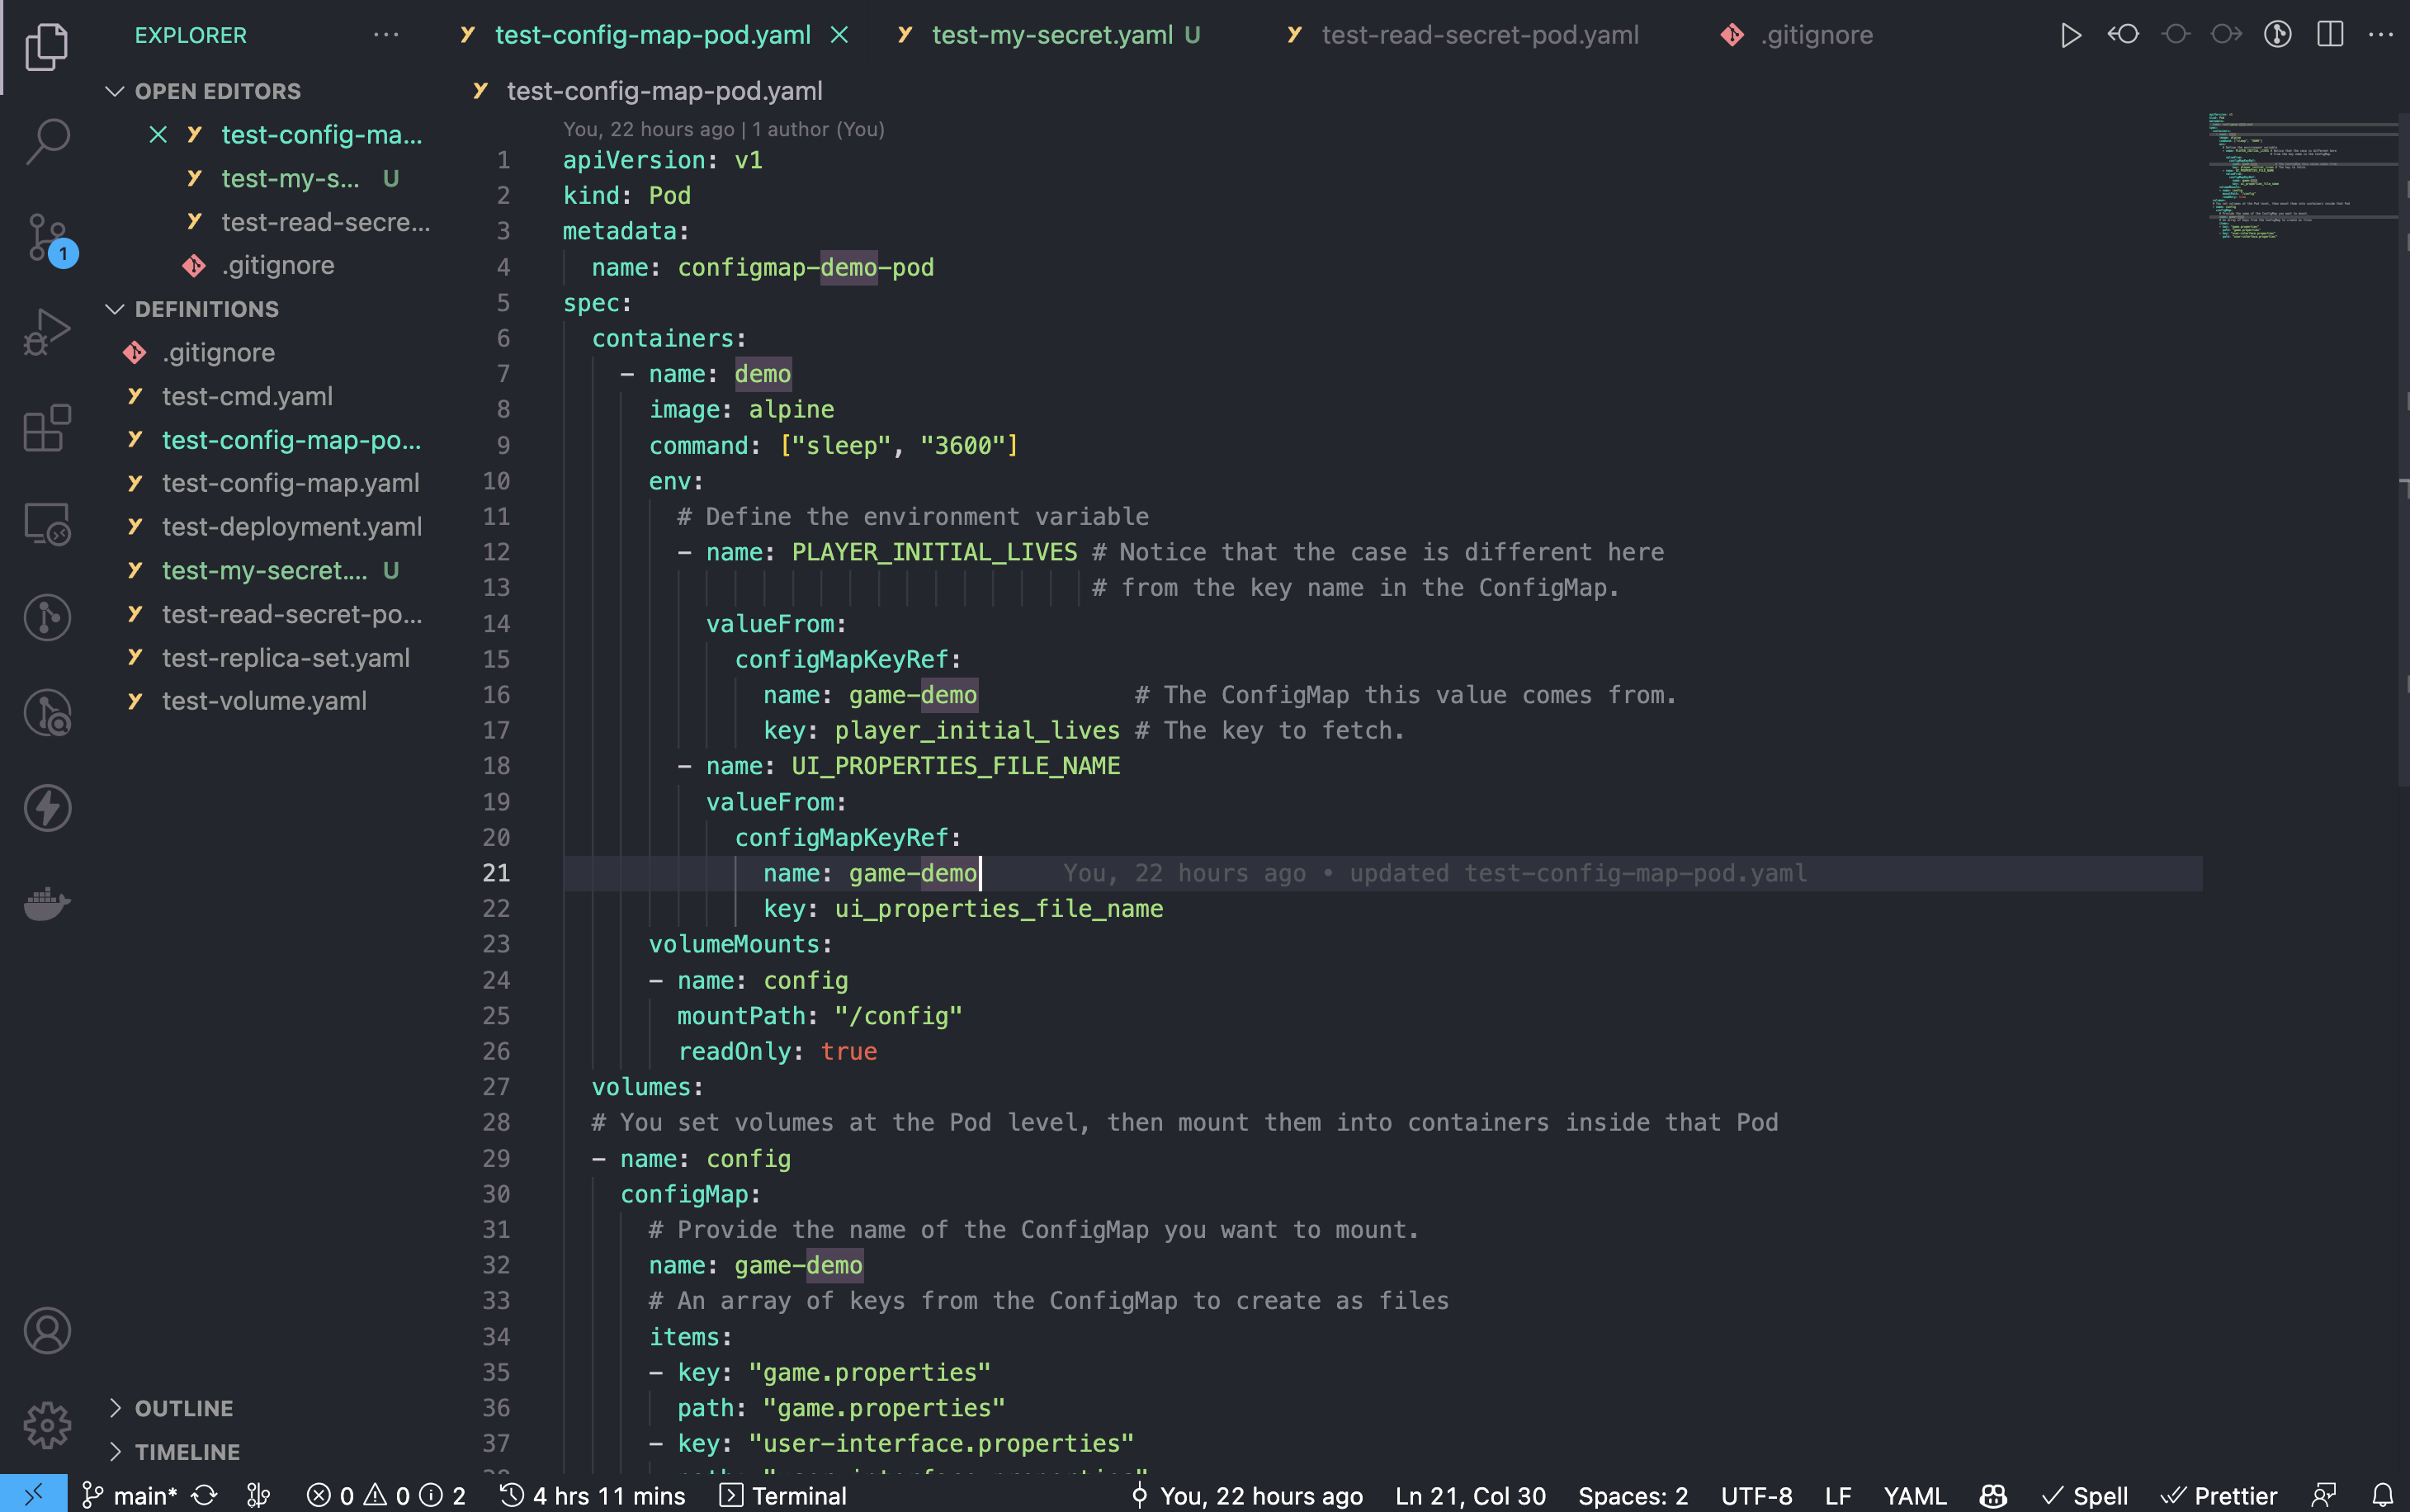 EXPLORER
test-config-map-pod.yaml
test-my-secret.yaml U
test-read-secret-pod.yaml
.gitignore
OPEN EDITORS
test-config-ma...
test-my-s... U
test-read-secre...
.gitignore
DEFINITIONS
.gitignore
test-cmd.yaml
test-config-map-po...
test-config-map.yaml
test-deployment.yaml
test-my-secret.... U
test-read-secret-po...
test-replica-set.yaml
test-volume.yaml
OUTLINE
TIMELINE
1
test-config-map-pod.yaml
You, 22 hours ago | 1 author (You)
1 apiVersion: v1
2 kind: Pod
3 metadata:
4 name: configmap-demo-pod
5 spec:
6 containers:
7 - name: demo
8 image: alpine
9 command: ["sleep", "3600"]
10 env:
11 # Define the environment variable
12 - name: PLAYER_INITIAL_LIVES # Notice that the case is different here
13 # from the key name in the ConfigMap.
14 valueFrom:
15 configMapKeyRef:
16 name: game-demo # The ConfigMap this value comes from.
17 key: player_initial_lives # The key to fetch.
18 - name: UI_PROPERTIES_FILE_NAME
19 valueFrom:
20 configMapKeyRef:
21 name: game-demo You, 22 hours ago • updated test-config-map-pod.yaml
22 key: ui_properties_file_name
23 volumeMounts:
24 - name: config
25 mountPath: "/config"
26 readOnly: true
27 volumes:
28 # You set volumes at the Pod level, then mount them into containers inside that Pod
29 - name: config
30 configMap:
31 # Provide the name of the ConfigMap you want to mount.
32 name: game-demo
33 # An array of keys from the ConfigMap to create as files
34 items:
35 - key: "game.properties"
36 path: "game.properties"
37 - key: "user-interface.properties"
main* 0 0 2 4 hrs 11 mins Terminal You, 22 hours ago Ln 21, Col 30 Spaces: 2 UTF-8 LF YAML Spell Prettier